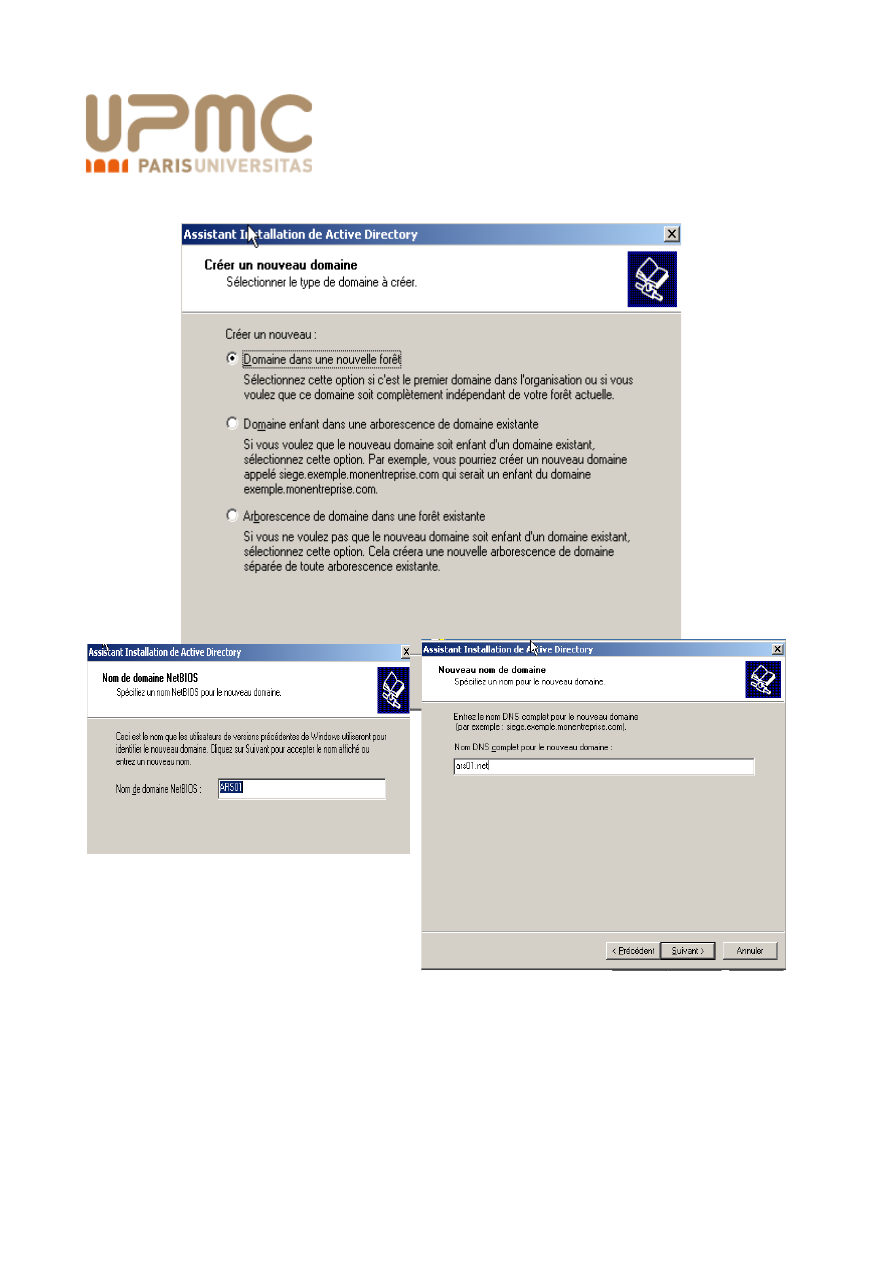 UPMC
PARISUNIVERSITAS
Assistant Installation de Active Directory
Créer un nouveau domaine
Sélectionner le type de domaine à créer.
Créer un nouveau :
Domaine dans une nouvelle forêt
Sélectionnez cette option si c'est le premier domaine dans l'organisation ou si vous
voulez que ce domaine soit complètement indépendant de votre forêt actuelle.
Domaine enfant dans une arborescence de domaine existante
Si vous voulez que le nouveau domaine soit enfant d'un domaine existant,
sélectionnez cette option. Par exemple, vous pourriez créer un nouveau domaine
appelé siege.exemple.monentreprise.com qui serait un enfant du domaine
exemple.monentreprise.com.
Arborescence de domaine dans une forêt existante
Si vous ne voulez pas que le nouveau domaine soit enfant d'un domaine existant,
sélectionnez cette option. Cela créera une nouvelle arborescence de domaine
séparée de toute arborescence existante.
Assistant Installation de Active Directory
Nom de domaine NetBIOS
Spécifiez un nom NetBIOS pour le nouveau domaine.
Ceci est le nom que les utilisateurs de versions précédentes de Windows utiliseront pour
identifier le nouveau domaine. Cliquez sur Suivant pour accepter le nom affiché ou
entrez un nouveau nom.
Nom de domaine NetBIOS :
ARS01
Assistant Installation de Active Directory
Nouveau nom de domaine
Spécifiez un nom pour le nouveau domaine.
Entrez le nom DNS complet pour le nouveau domaine
(par exemple : siege.exemple.monentreprise.com).
Nom DNS complet pour le nouveau domaine :
ars01.net
< Précédent
Suivant >
Annuler